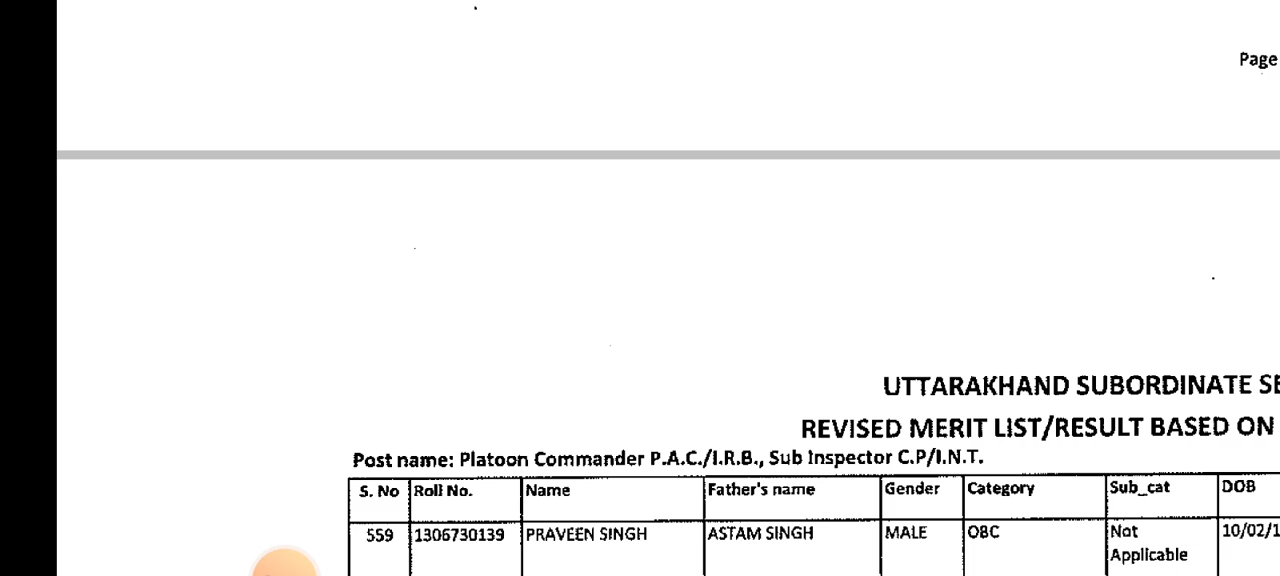 Page
UTTARAKHAND SUBORDINATE SE
REVISED MERIT LIST/RESULT BASED ON
Post name: Platoon Commander P.A.C./I.R.B., Sub Inspector C.P/I.N.T.
S. No Roll No. Name Father's name Gender Category Sub_cat DOB
559 1306730139 PRAVEEN SINGH ASTAM SINGH MALE OBC Not Applicable 10/02/1